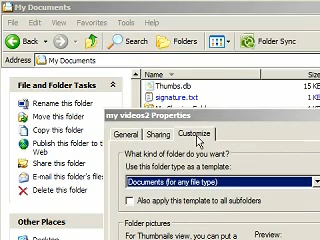 My Documents
File Edit View Favorites Tools Help
Back Search Folders Folder Sync
Address My Documents
File and Folder Tasks
Rename this folder
Move this folder
Copy this folder
Publish this folder to the Web
Share this folder
E-mail this folder's files
Delete this folder
Other Places
Desktop
Name Size
Thumbs.db 15 K
signature.txt 1 K
my videos2 Properties
General Sharing Customize
What kind of folder do you want?
Use this folder type as a template:
Documents (for any file type)
Also apply this template to all subfolders
Folder pictures
For Thumbnails view, you can put a
Preview: